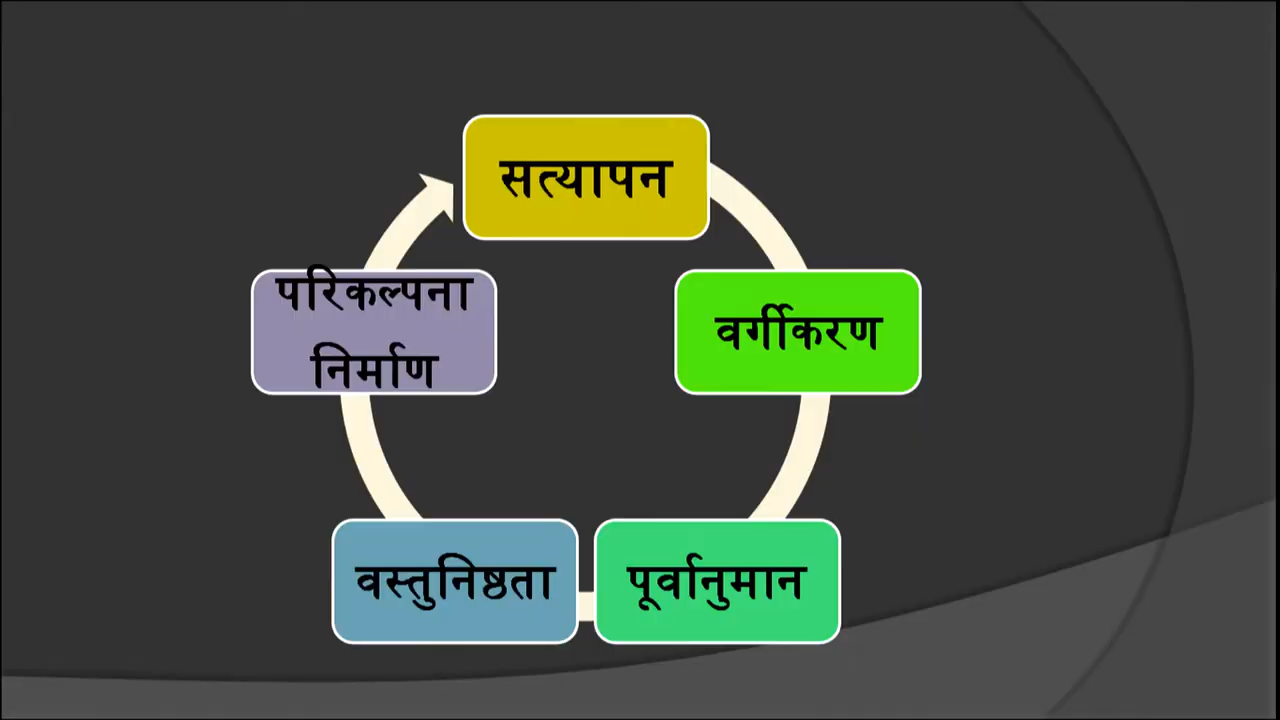 सत्यापन
वर्गीकरण
पूर्वानुमान
वस्तुनिष्ठता
परिकल्पना
निर्माण